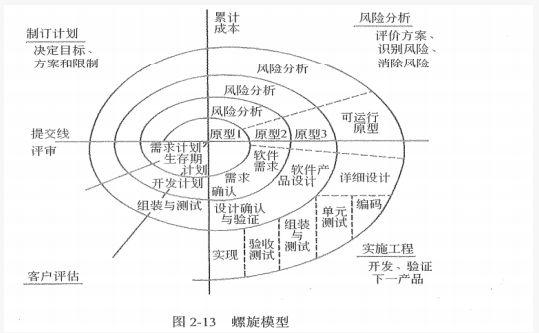 累计
成本
制订计划
决定目标、
方案和限制
风险分析
评价方案、
识别风险、
消除风险
风险分析
风险分析
风险分析
可运行
原型
原型1
原型2
原型3
提交线
评审
需求计划
生存期
计划
开发计划
组装与测试
需求
确认
软件
需求
软件产
品设计
详细设计
设计确认
与验证
实现
验收
测试
组装
与
测试
单元
测试
编码
客户评估
实施工程
开发、验证
下一产品
图 2-13 螺旋模型